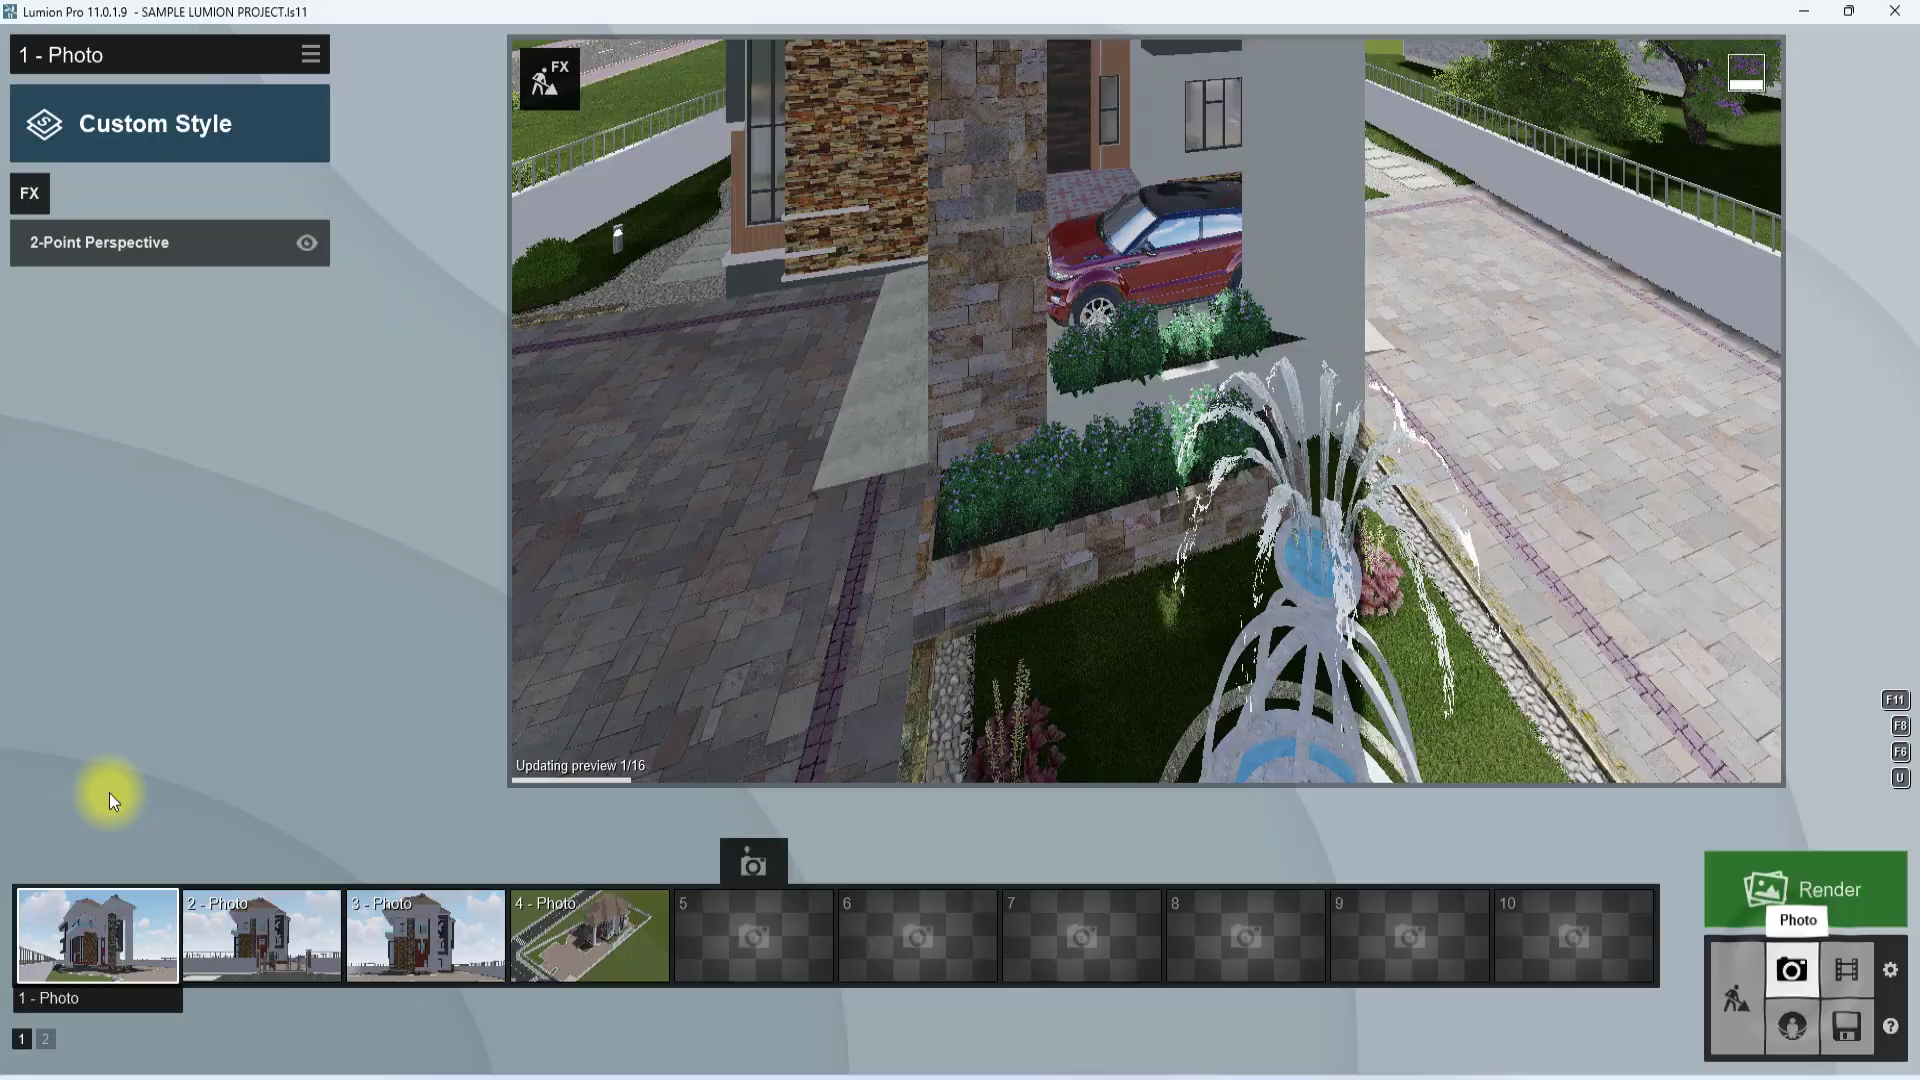 Lumion Pro 11.0.1.9 - SAMPLE LUMION PROJECT.ls11
1 - Photo
Custom Style
FX
2-Point Perspective
FX
Updating preview 1/16
F11
F8
F6
U
2 - Photo
3 - Photo
4 - Photo
5
6
7
8
9
10
1 - Photo
1
2
Render
Photo